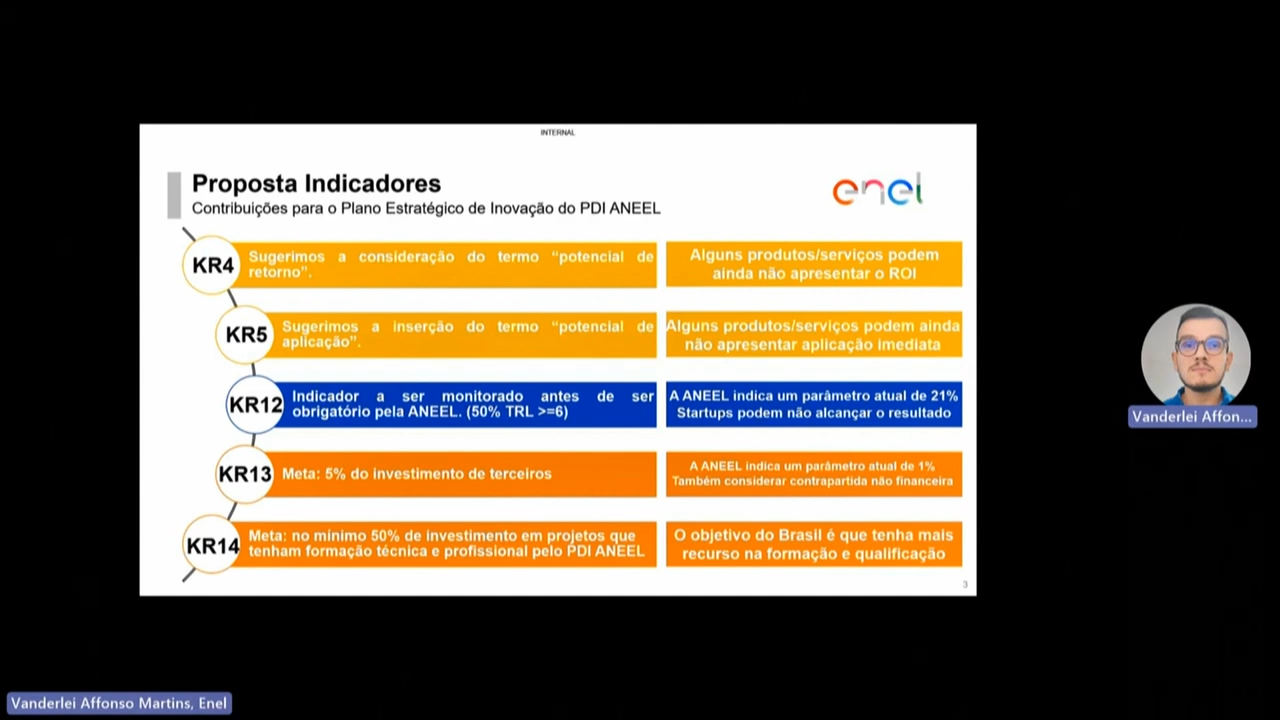 INTERNAL
Proposta Indicadores
Contribuições para o Plano Estratégico de Inovação do PDI ANEEL
enel
KR4
Sugerimos a consideração do termo “potencial de
retorno”.
Alguns produtos/serviços podem
ainda não apresentar o ROI
KR5
Sugerimos a inserção do termo “potencial de
aplicação”.
Alguns produtos/serviços podem ainda
não apresentar aplicação imediata
KR12
Indicador a ser monitorado antes de ser
obrigatório pela ANEEL. (50% TRL >=6)
A ANEEL indica um parâmetro atual de 21%
Startups podem não alcançar o resultado
KR13
Meta: 5% do investimento de terceiros
A ANEEL indica um parâmetro atual de 1%
Também considerar contrapartida não financeira
KR14
Meta: no mínimo 50% de investimento em projetos que
tenham formação técnica e profissional pelo PDI ANEEL
O objetivo do Brasil é que tenha mais
recurso na formação e qualificação
3
Vanderlei Affon...
Vanderlei Affonso Martins, Enel